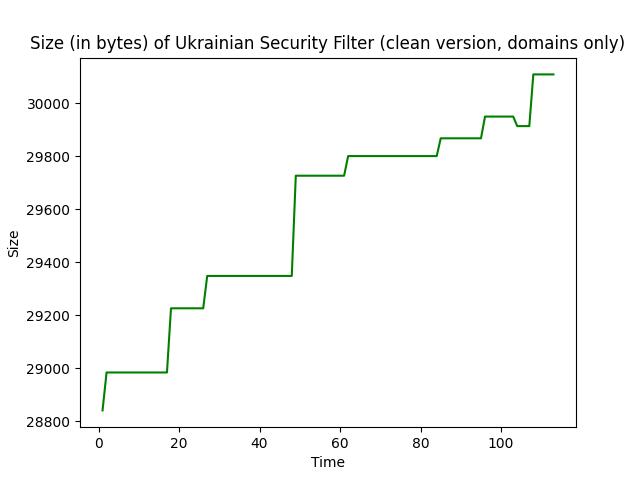 Size (in bytes) of Ukrainian Security Filter (clean version, domains only)
30000
29800
29600
29400
29200
29000
28800
Size
0 20 40 60 80 100
Time